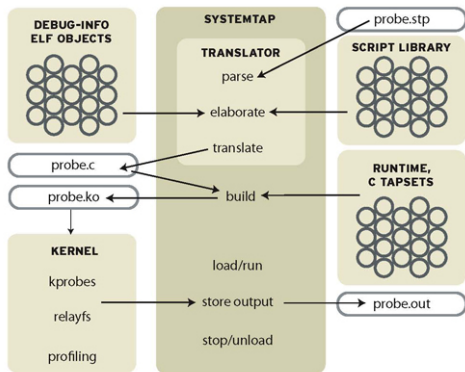 DEBUG-INFO
ELF OBJECTS
SYSTEMTAP
probe.stp
TRANSLATOR
SCRIPT LIBRARY
parse
elaborate
translate
probe.c
RUNTIME,
C TAPSETS
probe.ko
build
KERNEL
load/run
kprobes
store output
probe.out
relayfs
stop/unload
profiling